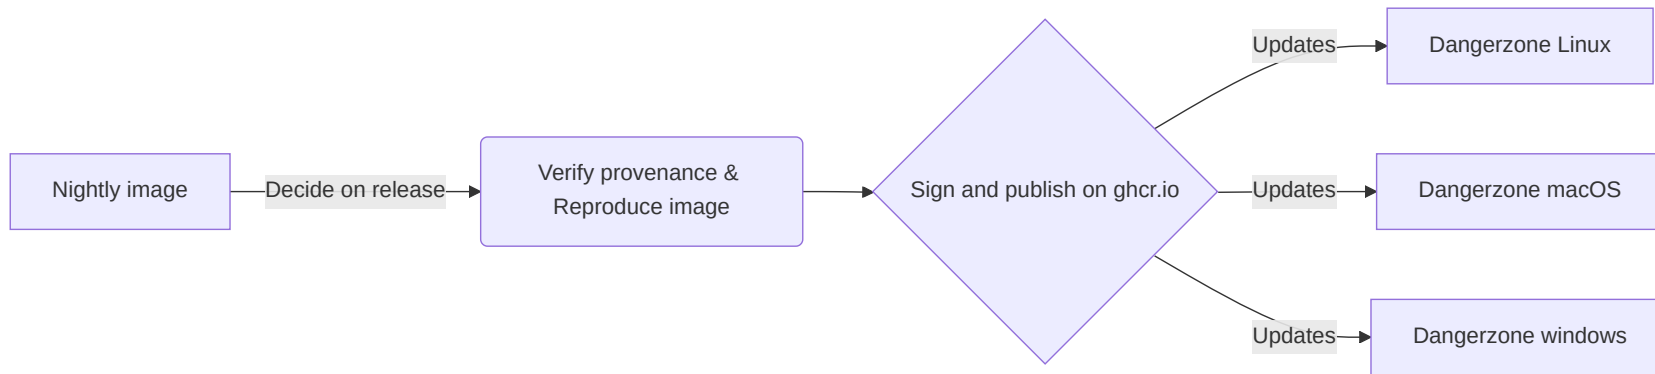 Nightly image
Decide on release
Verify provenance &
Reproduce image
Sign and publish on ghcr.io
Updates
Dangerzone Linux
Updates
Dangerzone macOS
Updates
Dangerzone windows